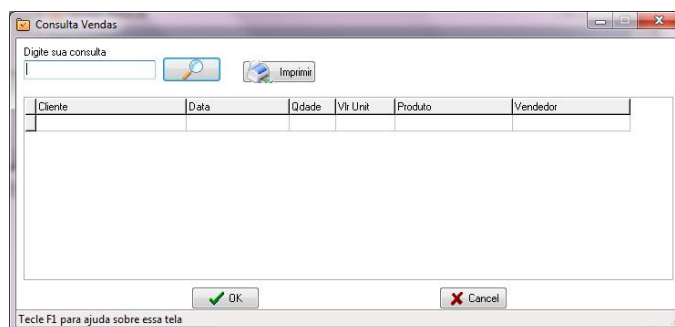 Consulta Vendas
Digite sua consulta
Imprimir
Cliente Data Qdade Vlr Unit Produto Vendedor
OK Cancel
Tecle F1 para ajuda sobre essa tela